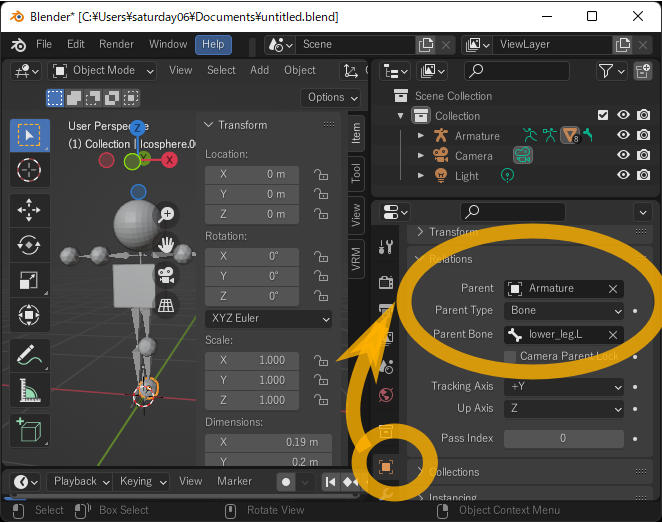 Blender* [C:¥Users¥saturday06¥Documents¥untitled.blend]
File Edit Render Window Help Scene ViewLayer
Object Mode View Select Add Object
Options
User Perspe
(1) Collection | Icosphere.0
Z
Y X
Transform
Location:
X 0 m
Y 0 m
Z 0 m
Rotation:
X 0°
Y 0°
Z 0°
XYZ Euler
Scale:
X 1.000
Y 1.000
Z 1.000
Dimensions:
X 0.19 m
Y 0.2 m
Item
Tool
View
VRM
Scene Collection
Collection
Armature 8
Camera
Light
Transform
Relations
Parent Armature
Parent Type Bone
Parent Bone lower_leg.L
Camera Parent Lock
Tracking Axis +Y
Up Axis Z
Pass Index 0
Collections
Instancing
Playback Keying View Marker
Select Box Select Rotate View Object Context Menu